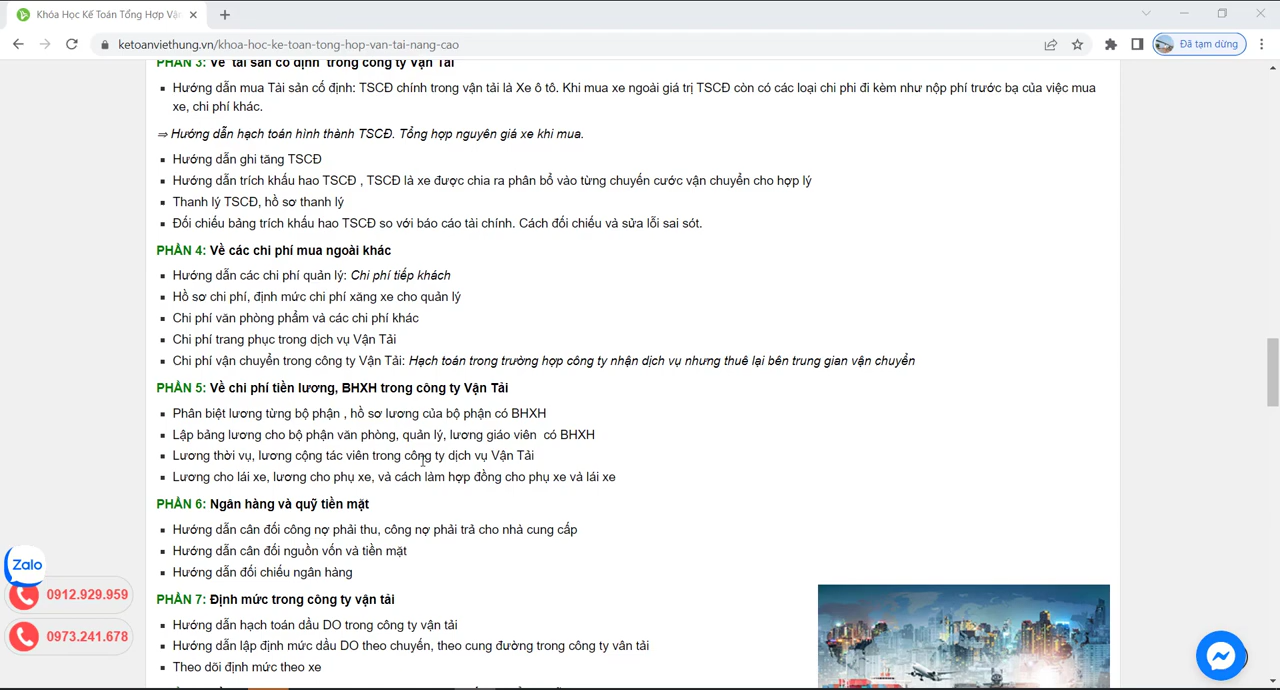 Khóa Học Kế Toán Tổng Hợp Vận
ketoanviethung.vn/khoa-hoc-ke-toan-tong-hop-van-tai-nang-cao
Đã tạm dừng
PHẦN 3: Về tài sản cố định trong công ty Vận Tải
Hướng dẫn mua Tài sản cố định: TSCĐ chính trong vận tải là Xe ô tô. Khi mua xe ngoài giá trị TSCĐ còn có các loại chi phi đi kèm như nộp phí trước bạ của việc mua
xe, chi phí khác.
⇒ Hướng dẫn hạch toán hình thành TSCĐ. Tổng hợp nguyên giá xe khi mua.
Hướng dẫn ghi tăng TSCĐ
Hướng dẫn trích khấu hao TSCĐ , TSCĐ là xe được chia ra phân bổ vào từng chuyến cước vận chuyển cho hợp lý
Thanh lý TSCĐ, hồ sơ thanh lý
Đối chiếu bảng trích khấu hao TSCĐ so với báo cáo tài chính. Cách đối chiếu và sửa lỗi sai sót.
PHẦN 4: Về các chi phí mua ngoài khác
Hướng dẫn các chi phí quản lý: Chi phí tiếp khách
Hồ sơ chi phí, định mức chi phí xăng xe cho quản lý
Chi phí văn phòng phẩm và các chi phí khác
Chi phí trang phục trong dịch vụ Vận Tải
Chi phí vận chuyển trong công ty Vận Tải: Hạch toán trong trường hợp công ty nhận dịch vụ nhưng thuê lại bên trung gian vận chuyển
PHẦN 5: Về chi phí tiền lương, BHXH trong công ty Vận Tải
Phân biệt lương từng bộ phận , hồ sơ lương của bộ phận có BHXH
Lập bảng lương cho bộ phận văn phòng, quản lý, lương giáo viên có BHXH
Lương thời vụ, lương cộng tác viên trong công ty dịch vụ Vận Tải
Lương cho lái xe, lương cho phụ xe, và cách làm hợp đồng cho phụ xe và lái xe
PHẦN 6: Ngân hàng và quỹ tiền mặt
Hướng dẫn cân đối công nợ phải thu, công nợ phải trả cho nhà cung cấp
Hướng dẫn cân đối nguồn vốn và tiền mặt
Hướng dẫn đối chiếu ngân hàng
Zalo
0912.929.959
PHẦN 7: Định mức trong công ty vận tải
Hướng dẫn hạch toán dầu DO trong công ty vận tải
0973.241.678
Hướng dẫn lập định mức dầu DO theo chuyến, theo cung đường trong công ty vân tải
Theo dõi định mức theo xe